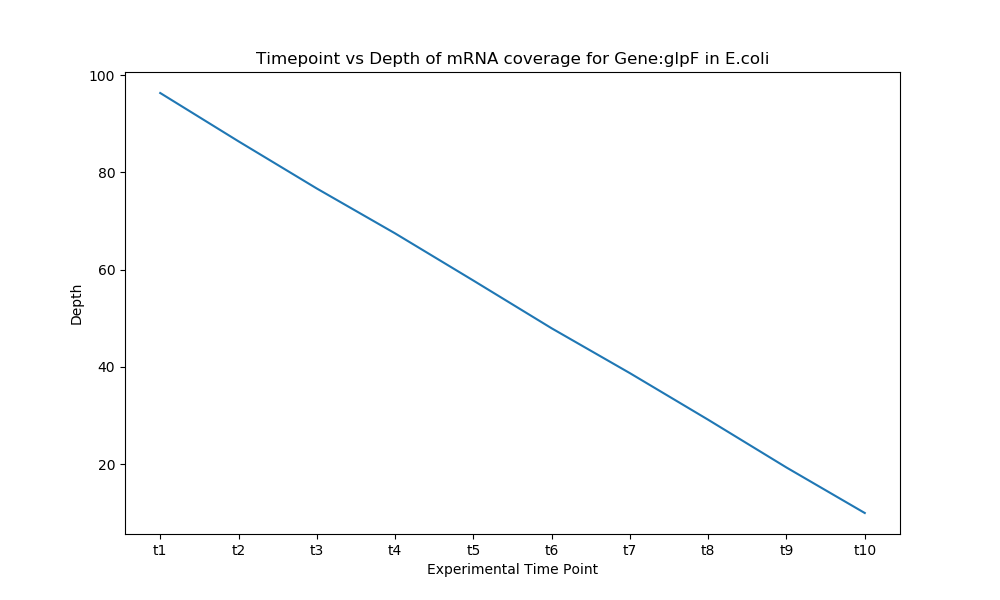 Timepoint vs Depth of mRNA coverage for Gene:glpF in E.coli
100
80
60
40
20
Depth
t1 t2 t3 t4 t5 t6 t7 t8 t9 t10
Experimental Time Point